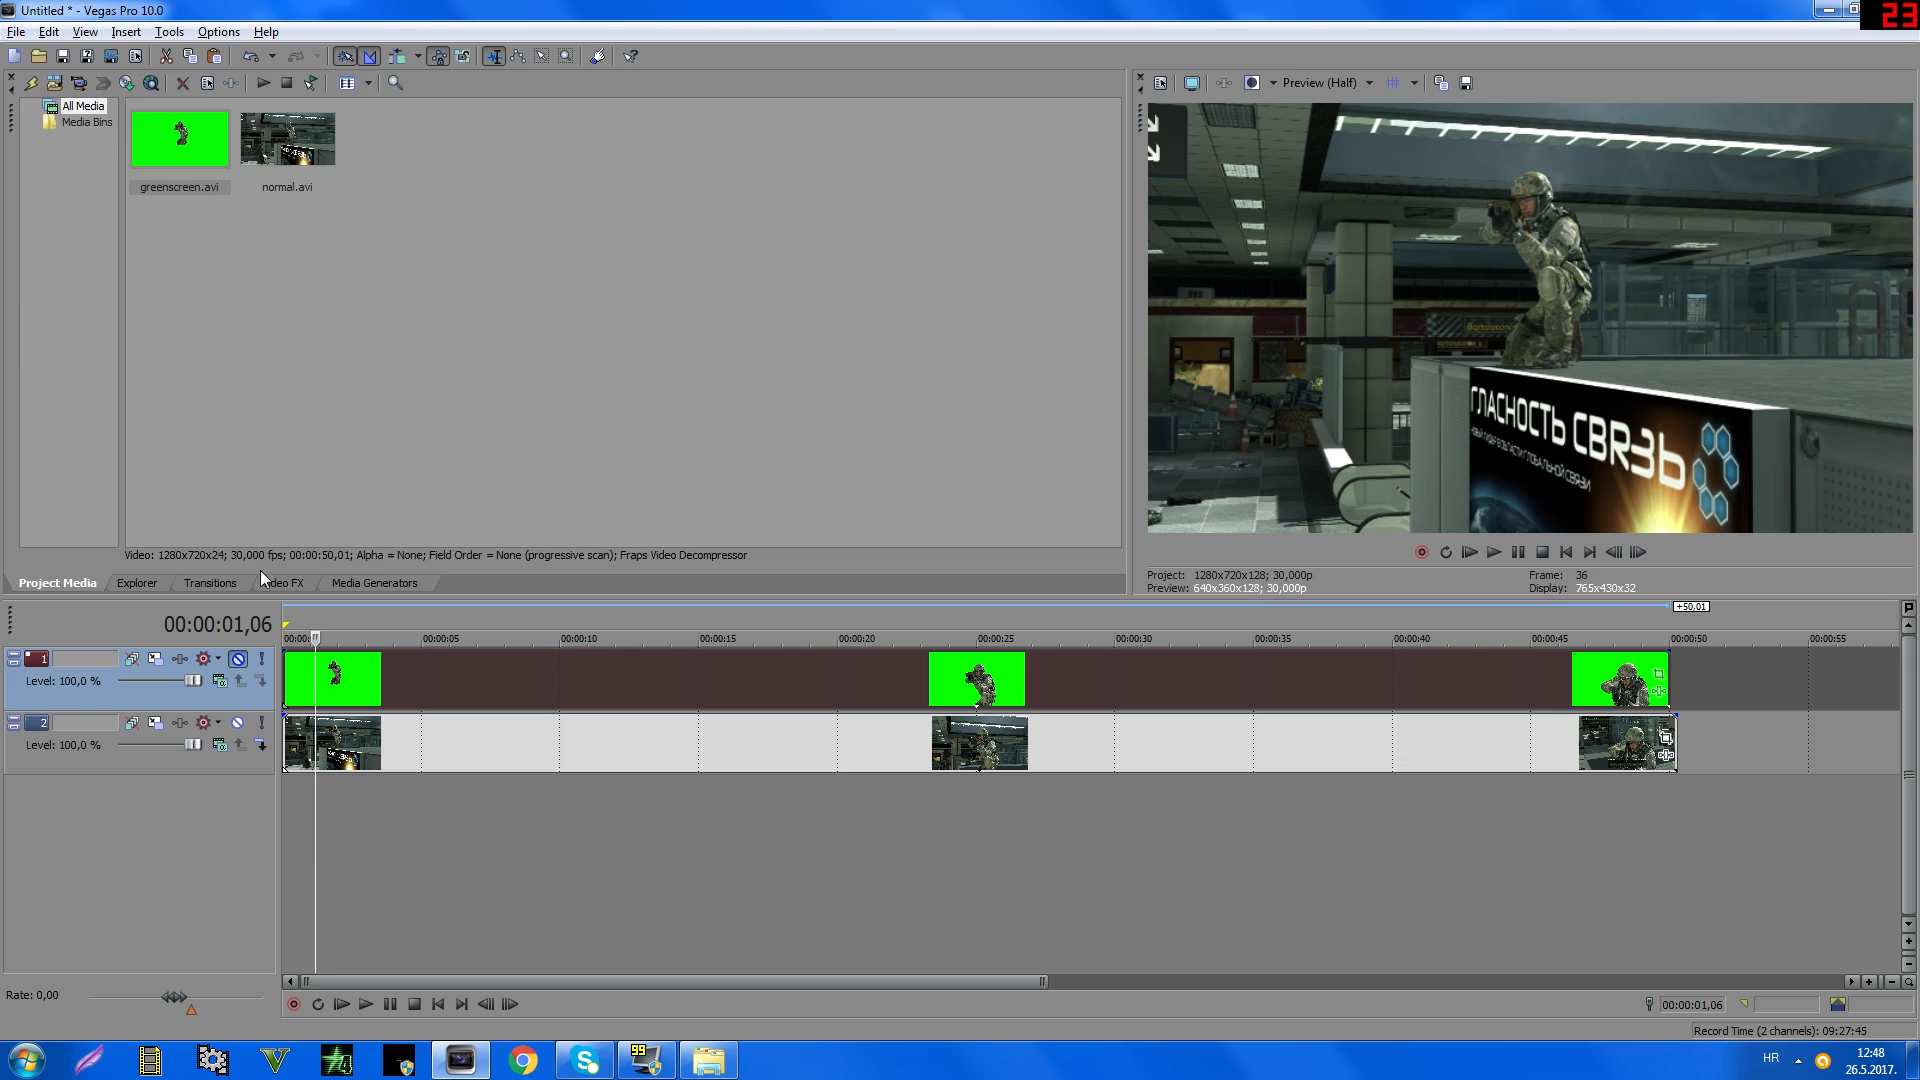 Untitled * - Vegas Pro 10.0
23
File Edit View Insert Tools Options Help
Preview (Half)
All Media
Media Bins
greenscreen.avi
normal.avi
ГЛАСНОСТЬ СВЯЗЬ
Video: 1280x720x24; 30,000 fps; 00:00:50,01; Alpha = None; Field Order = None (progressive scan); Fraps Video Decompressor
Project Media
Explorer
Transitions
deo FX
Media Generators
Project: 1280x720x128; 30,000p
Frame: 36
Preview: 640x360x128; 30,000p
Display: 765x430x32
+50,01
00:00:01,06
00:00:05
00:00:10
00:00:15
00:00:20
00:00:25
00:00:30
00:00:35
00:00:40
00:00:45
00:00:50
00:00:55
1
Level: 100,0 %
2
Level: 100,0 %
Rate: 0,00
00:00:01,06
Record Time (2 channels): 09:27:45
99
HR
12:48
26.5.2017.